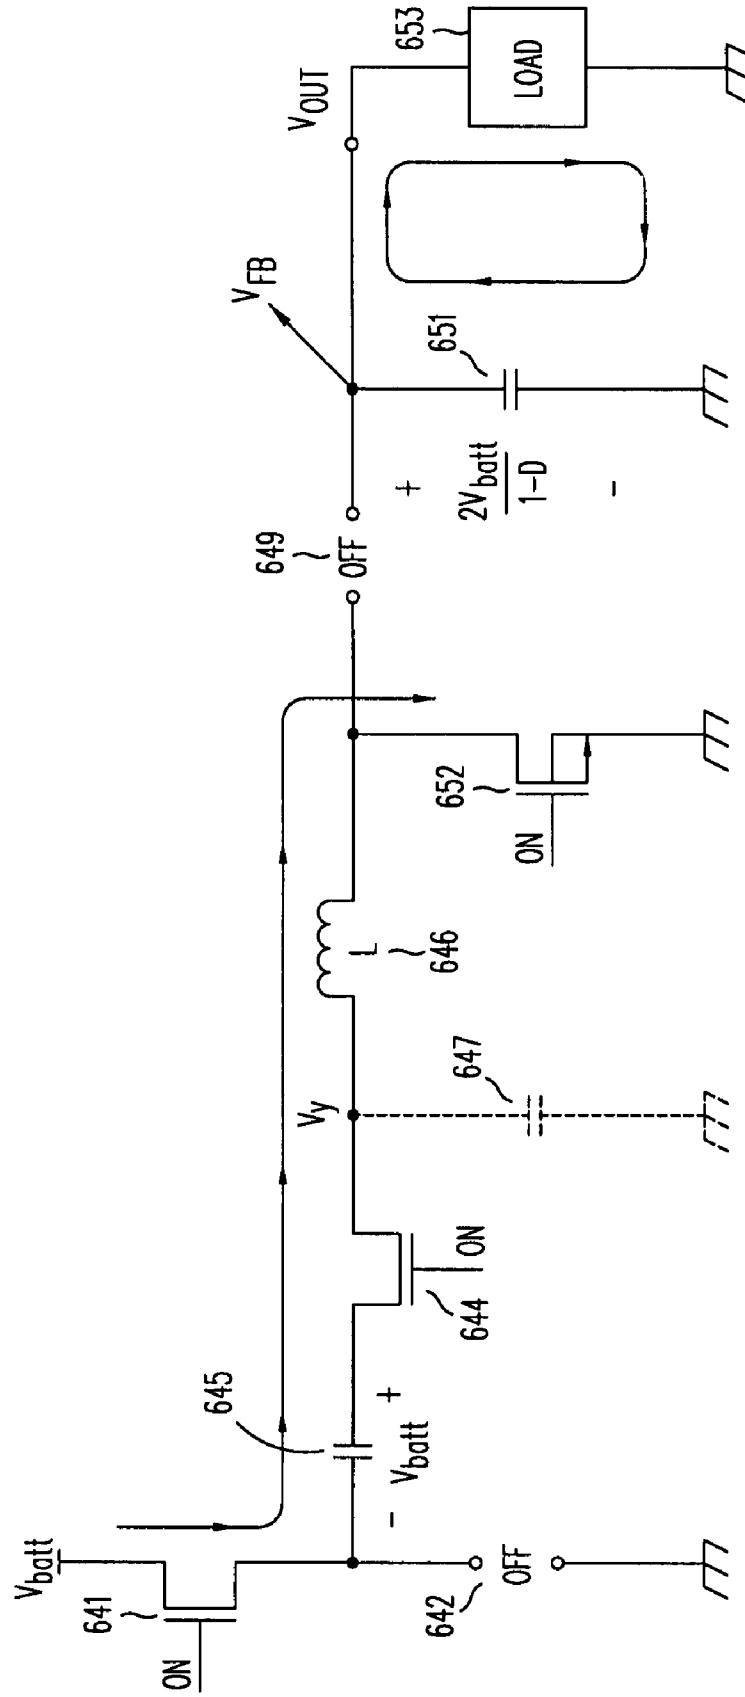 V_batt
641
ON
642
OFF
-
V_batt
+
645
644
ON
V_y
647
L
646
ON
652
649
OFF
+
2V_batt
1-D
-
651
V_FB
V_OUT
653
LOAD